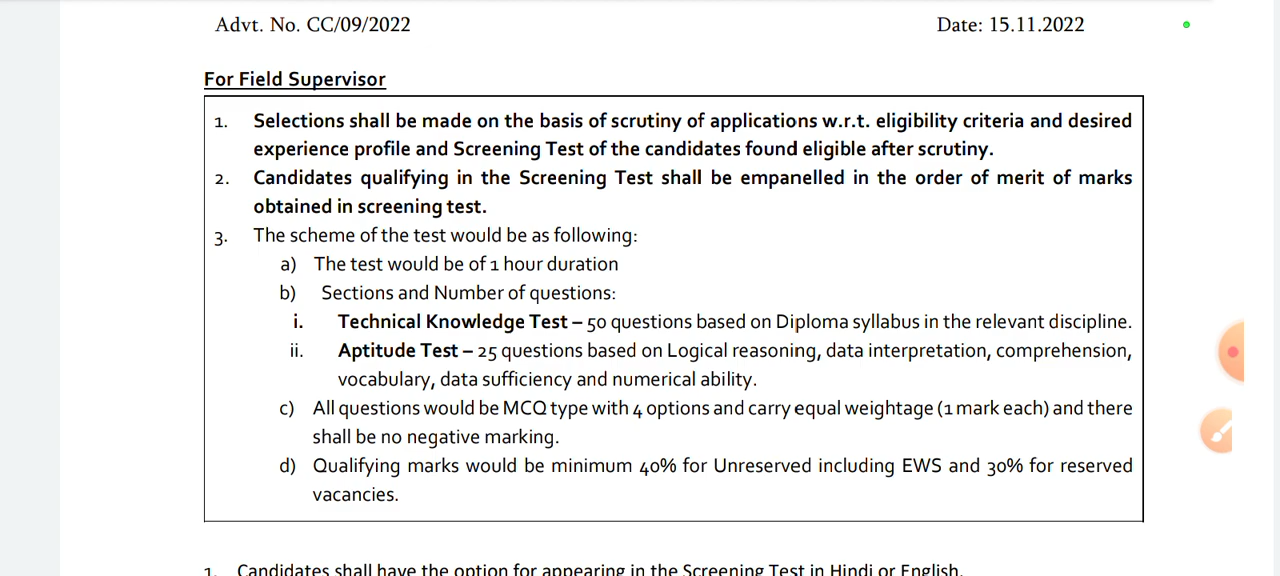 Advt. No. CC/09/2022 Date: 15.11.2022
For Field Supervisor
1. Selections shall be made on the basis of scrutiny of applications w.r.t. eligibility criteria and desired
experience profile and Screening Test of the candidates found eligible after scrutiny.
2. Candidates qualifying in the Screening Test shall be empanelled in the order of merit of marks
obtained in screening test.
3. The scheme of the test would be as following:
a) The test would be of 1 hour duration
b) Sections and Number of questions:
i. Technical Knowledge Test – 50 questions based on Diploma syllabus in the relevant discipline.
ii. Aptitude Test – 25 questions based on Logical reasoning, data interpretation, comprehension,
vocabulary, data sufficiency and numerical ability.
c) All questions would be MCQ type with 4 options and carry equal weightage (1 mark each) and there
shall be no negative marking.
d) Qualifying marks would be minimum 40% for Unreserved including EWS and 30% for reserved
vacancies.
1. Candidates shall have the option for appearing in the Screening Test in Hindi or English.